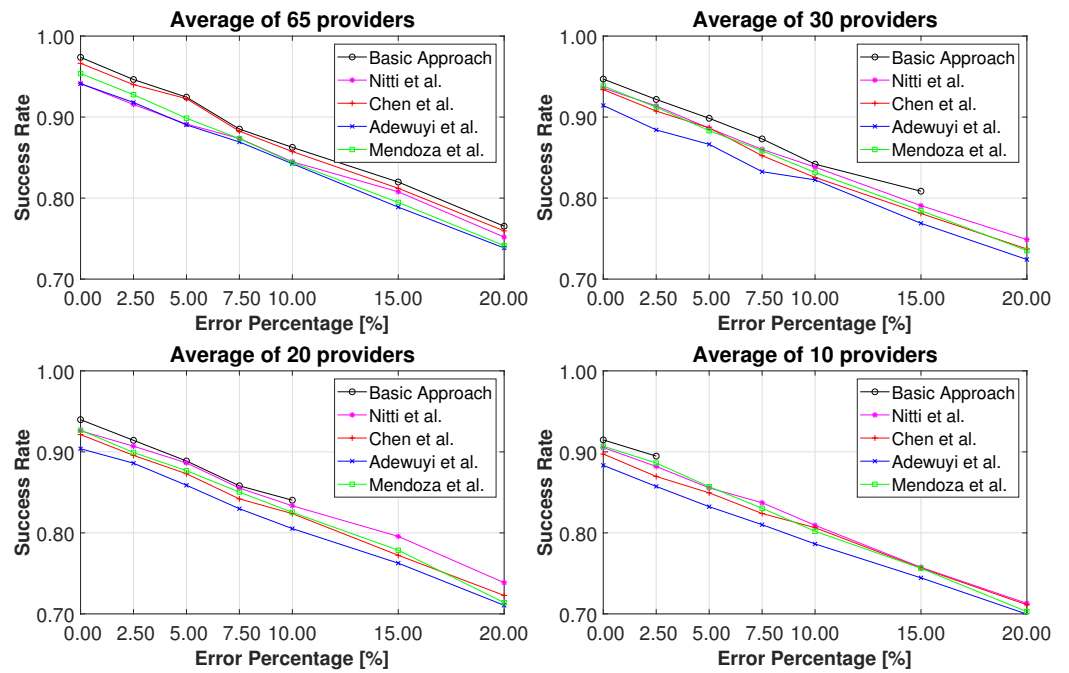 Average of 65 providers
1.00
0.90
0.80
0.70
Success Rate
Basic Approach
Nitti et al.
Chen et al.
Adewuyi et al.
Mendoza et al.
0.00 2.50 5.00 7.50 10.00 15.00 20.00
Error Percentage [%]
Average of 30 providers
1.00
0.90
0.80
0.70
Success Rate
Basic Approach
Nitti et al.
Chen et al.
Adewuyi et al.
Mendoza et al.
0.00 2.50 5.00 7.50 10.00 15.00 20.00
Error Percentage [%]
Average of 20 providers
1.00
0.90
0.80
0.70
Success Rate
Basic Approach
Nitti et al.
Chen et al.
Adewuyi et al.
Mendoza et al.
0.00 2.50 5.00 7.50 10.00 15.00 20.00
Error Percentage [%]
Average of 10 providers
1.00
0.90
0.80
0.70
Success Rate
Basic Approach
Nitti et al.
Chen et al.
Adewuyi et al.
Mendoza et al.
0.00 2.50 5.00 7.50 10.00 15.00 20.00
Error Percentage [%]